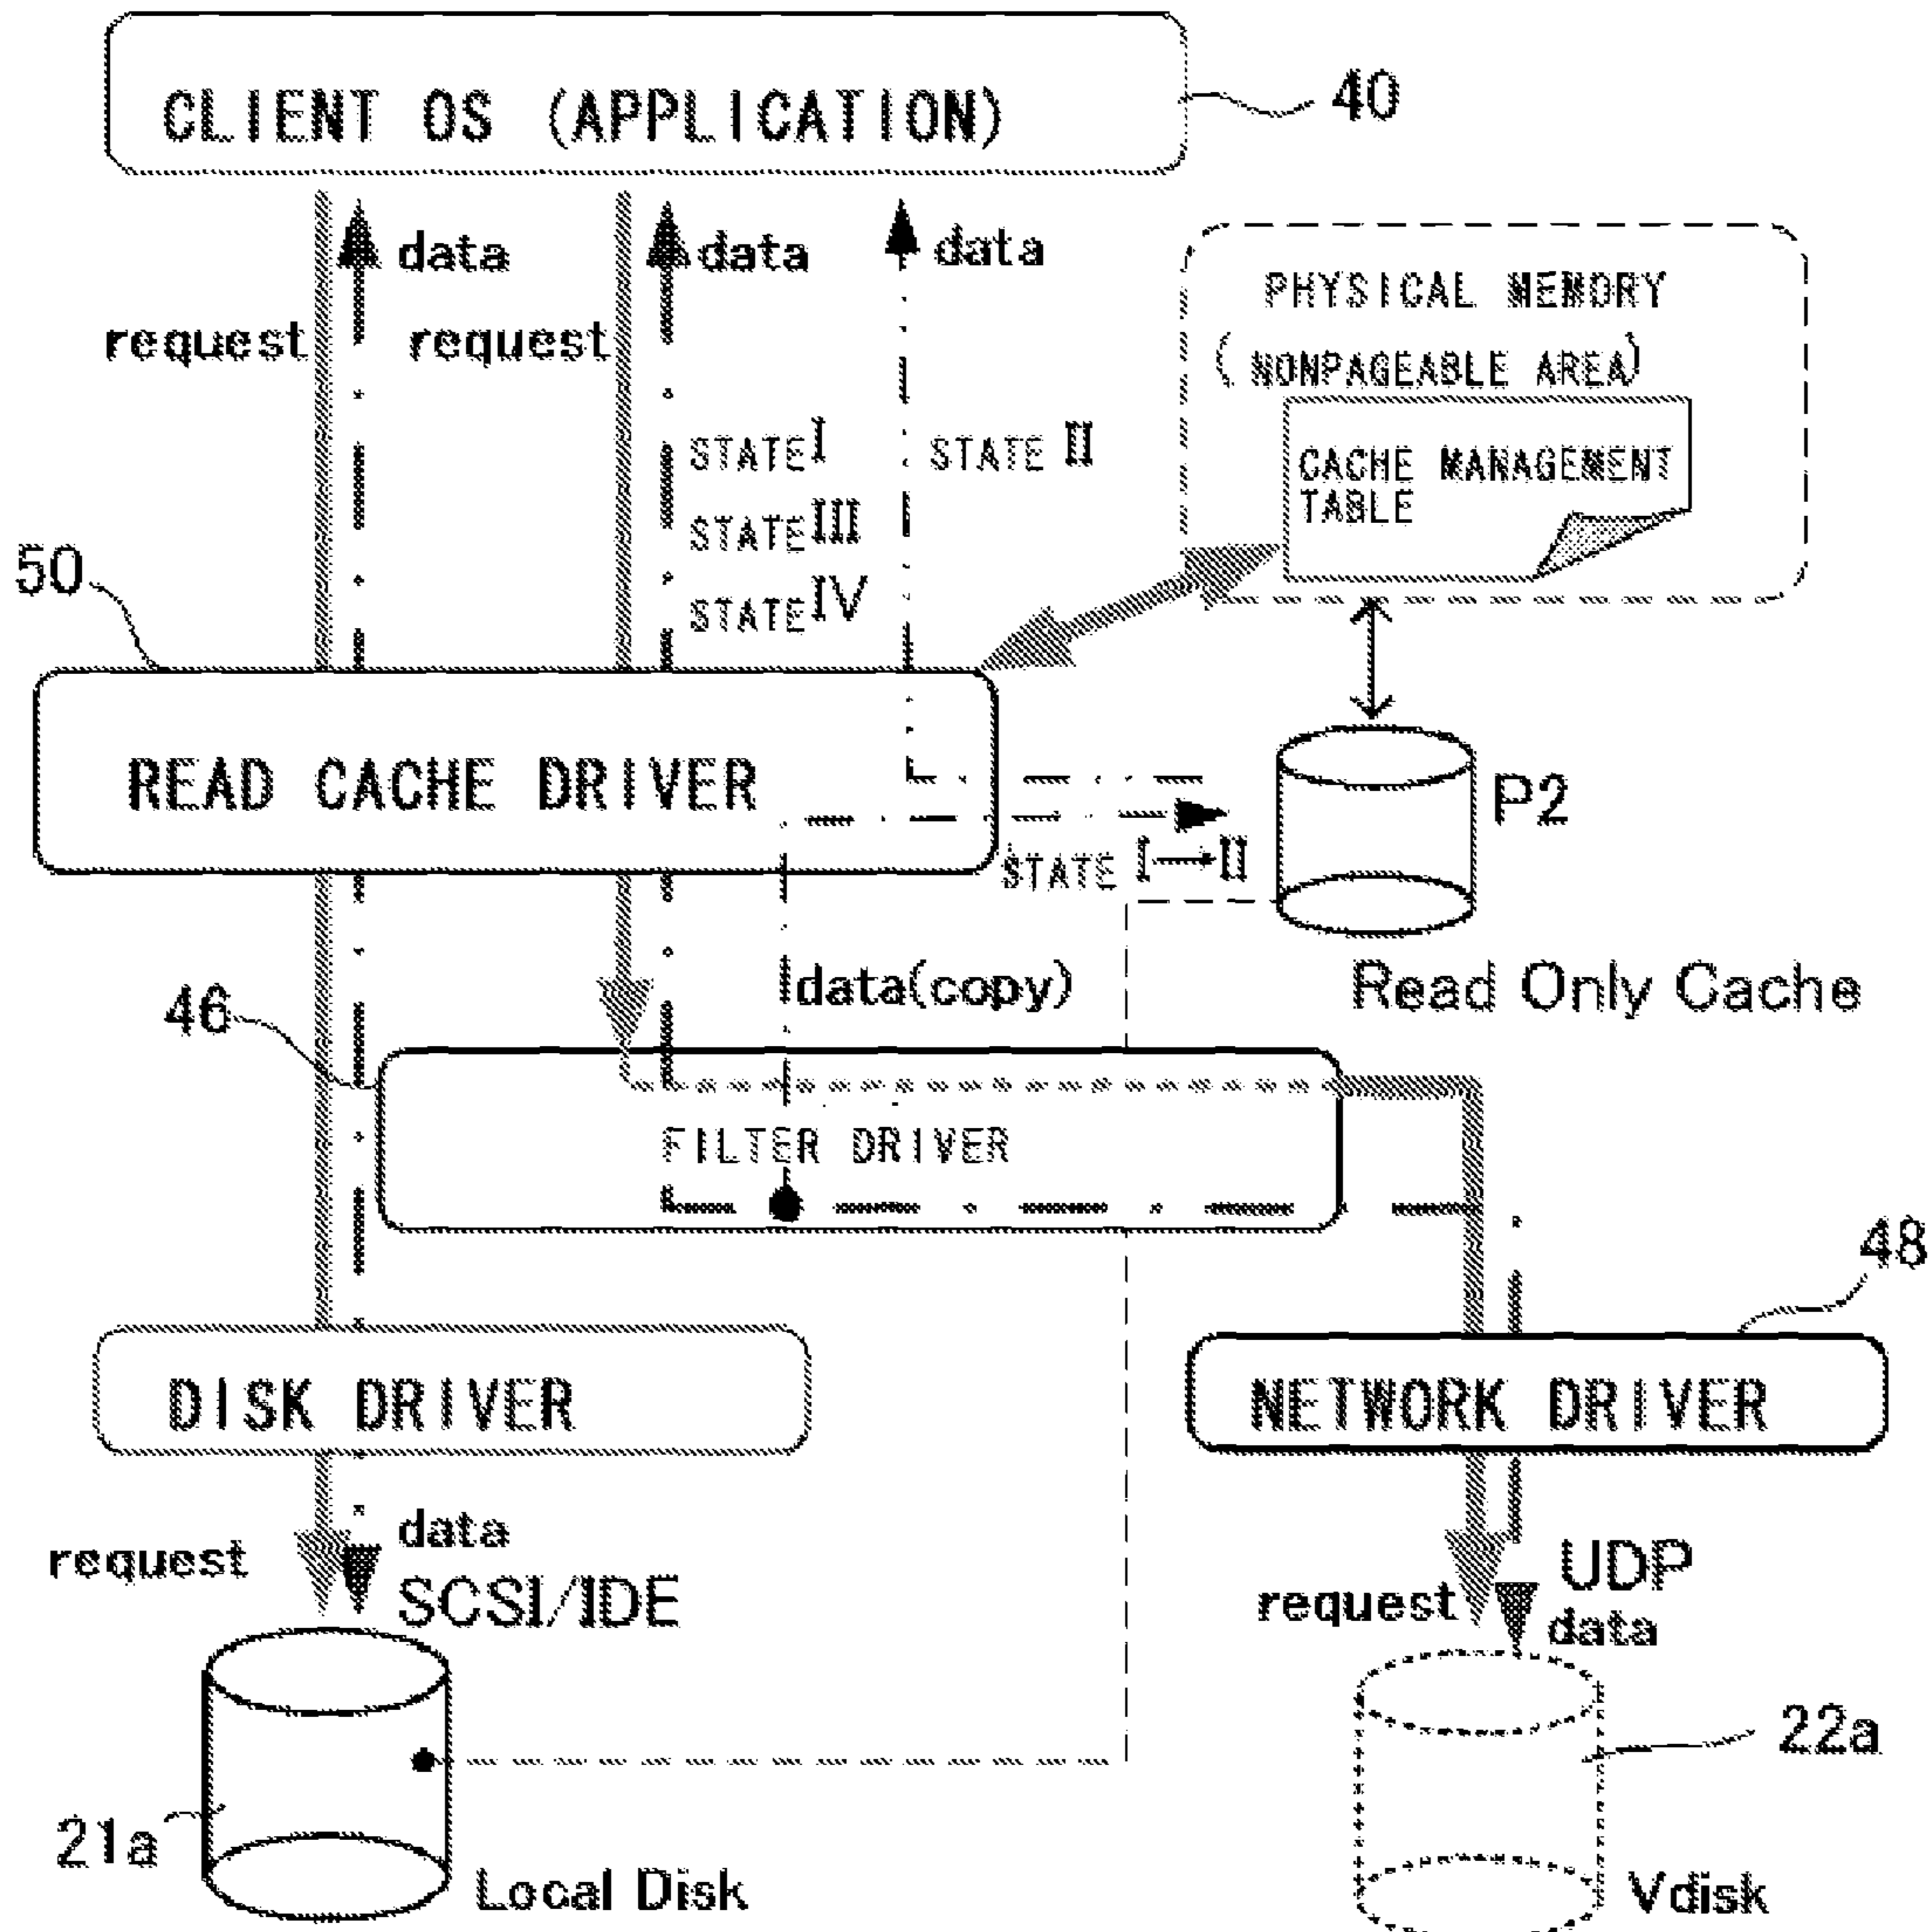 CLIENT OS (APPLICATION)
40
data
data
data
request
request
PHYSICAL MEMORY
(NONPAGEABLE AREA)
CACHE MANAGEMENT
TABLE
STATE I
STATE II
STATE III
STATE IV
50
READ CACHE DRIVER
P2
STATE I→II
Read Only Cache
data(copy)
46
FILTER DRIVER
48
DISK DRIVER
NETWORK DRIVER
request
data
SCSI/IDE
request
UDP
data
21a
Local Disk
22a
Vdisk